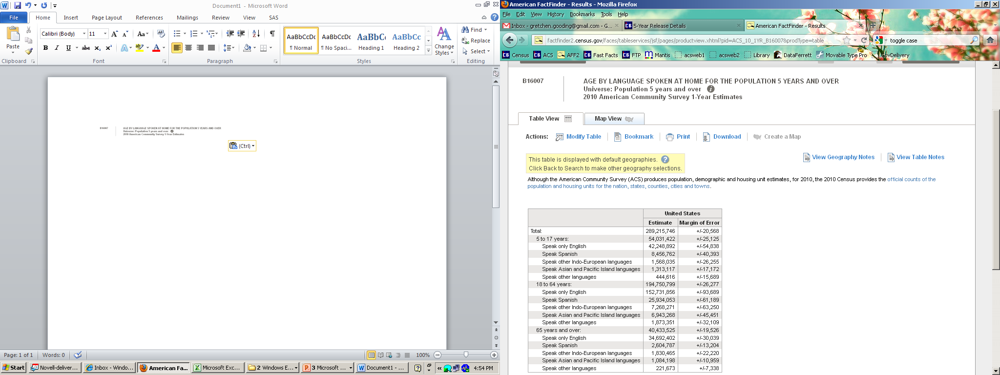 Document1 - Microsoft Word
File Home Insert Page Layout References Mailings Review View SAS
Paste
Calibri (Body) 11
AaBbCcDc AaBbCcDc AaBbC AaBbCc
¶ Normal ¶ No Spaci... Heading 1 Heading 2
Change Styles
Find
Replace
Select
Clipboard Font Paragraph Styles Editing
B16007
AGE BY LANGUAGE SPOKEN AT HOME FOR THE POPULATION 5 YEARS AND OVER
Universe: Population 5 years and over
2010 American Community Survey 1-Year Estimates
(Ctrl)
Page: 1 of 1 Words: 0 100%
Start Novell-deliver... Inbox - Windo... American Fa... Microsoft Exc... 2 Windows E... 3 Microsoft ... Document1 - ... « 4:54 PM
American FactFinder - Results - Mozilla Firefox
File Edit View History Bookmarks Tools Help
Inbox - gretchen.gooding@gmail.com - G... 5-Year Release Details American FactFinder - Results
factfinder2.census.gov/faces/tableservices/jsf/pages/productview.xhtml?pid=ACS_10_1YR_B16007&prodType=table toggle case
Census ACS AFF2 Fast Facts FTP Mantis acsweb1 acsweb2 Library DataFerrett Movable Type Pro GovDelivery
B16007
AGE BY LANGUAGE SPOKEN AT HOME FOR THE POPULATION 5 YEARS AND OVER
Universe: Population 5 years and over
2010 American Community Survey 1-Year Estimates
Table View Map View
Actions: Modify Table Bookmark Print Download Create a Map
This table is displayed with default geographies.
Click Back to Search to make other geography selections.
View Geography Notes View Table Notes
Although the American Community Survey (ACS) produces population, demographic and housing unit estimates, for 2010, the 2010 Census provides the official counts of the
population and housing units for the nation, states, counties, cities and towns.
United States
Estimate Margin of Error
Total: 289,215,746 +/-20,568
5 to 17 years: 54,031,422 +/-25,125
Speak only English 42,248,892 +/-54,838
Speak Spanish 8,456,762 +/-40,393
Speak other Indo-European languages 1,568,035 +/-26,255
Speak Asian and Pacific Island languages 1,313,117 +/-17,172
Speak other languages 444,616 +/-15,689
18 to 64 years: 194,750,799 +/-26,277
Speak only English 152,731,856 +/-93,689
Speak Spanish 25,934,053 +/-61,189
Speak other Indo-European languages 7,268,271 +/-63,250
Speak Asian and Pacific Island languages 6,943,268 +/-45,451
Speak other languages 1,873,351 +/-32,109
65 years and over: 40,433,525 +/-19,526
Speak only English 34,692,402 +/-30,039
Speak Spanish 2,604,787 +/-13,204
Speak other Indo-European languages 1,830,465 +/-22,220
Speak Asian and Pacific Island languages 1,084,198 +/-10,959
Speak other languages 221,673 +/-7,338